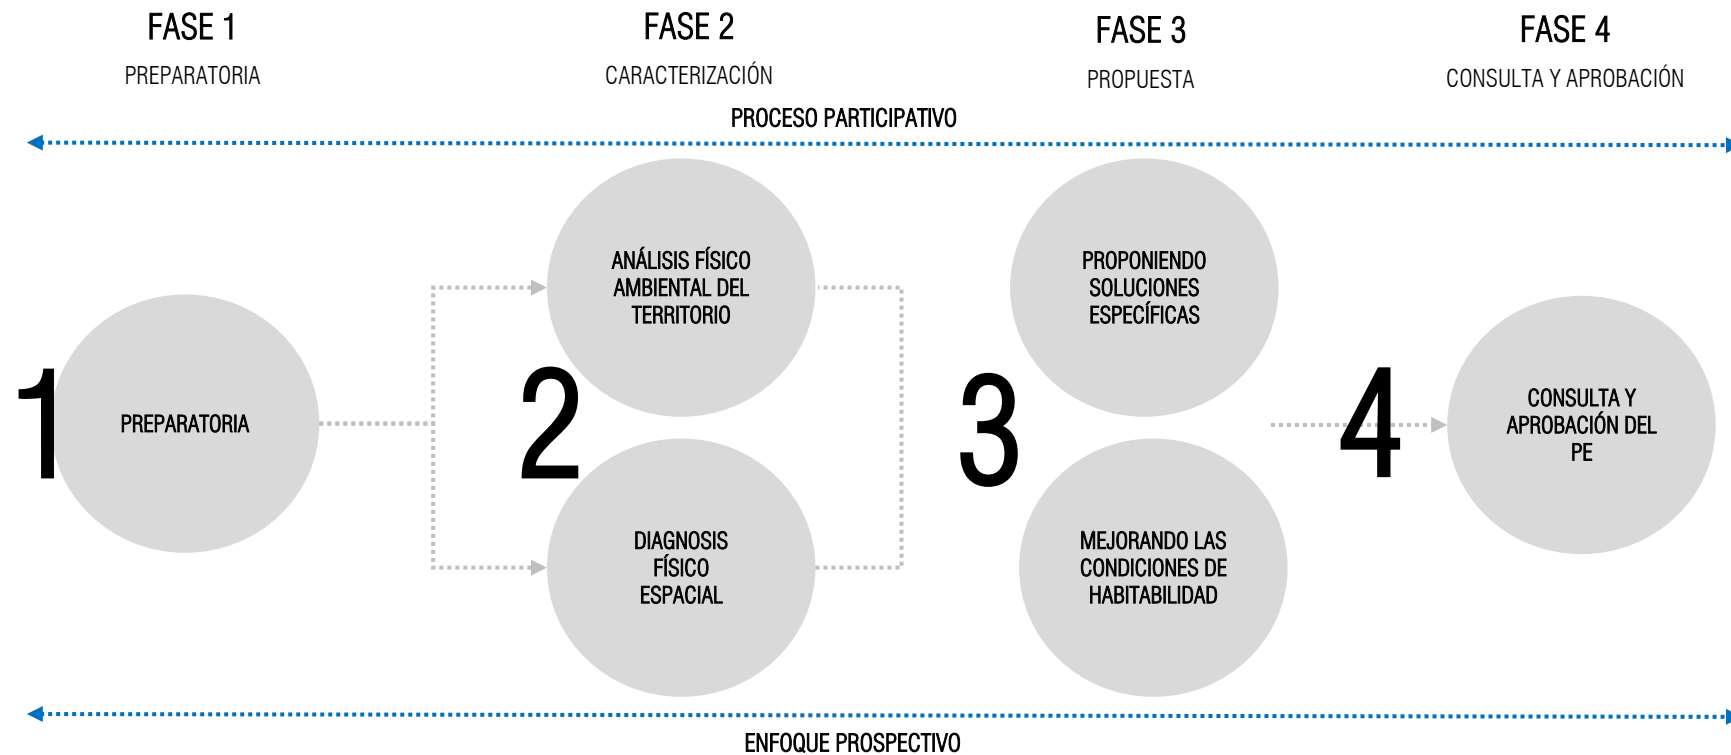 FASE 1
PREPARATORIA
FASE 2
CARACTERIZACIÓN
FASE 3
PROPUESTA
FASE 4
CONSULTA Y APROBACIÓN
PROCESO PARTICIPATIVO
1
PREPARATORIA
2
ANÁLISIS FÍSICO
AMBIENTAL DEL
TERRITORIO
DIAGNOSIS
FÍSICO
ESPACIAL
3
PROPONIENDO
SOLUCIONES
ESPECÍFICAS
MEJORANDO LAS
CONDICIONES DE
HABITABILIDAD
4
CONSULTA Y
APROBACIÓN DEL
PE
ENFOQUE PROSPECTIVO